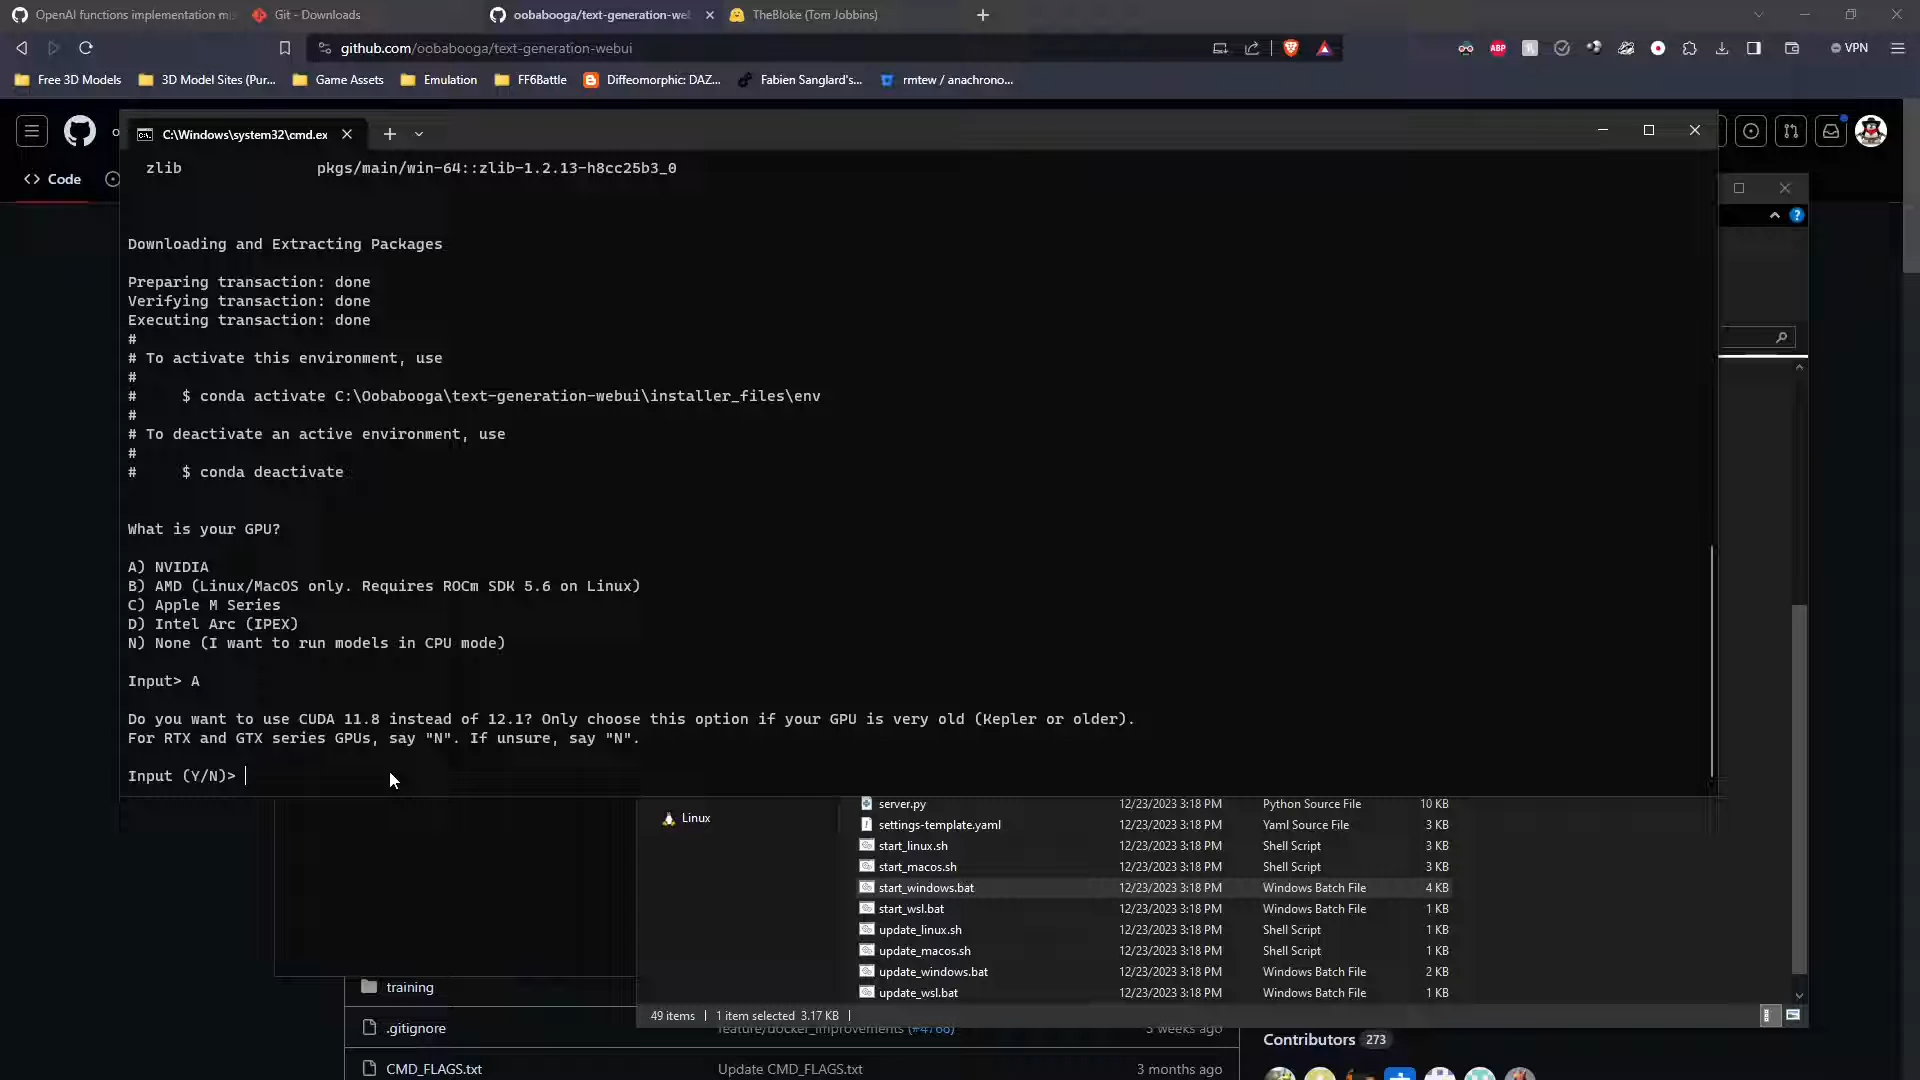 OpenAI functions implementation mi
Git - Downloads
oobabooga/text-generation-we
TheBloke (Tom Jobbins)
github.com/oobabooga/text-generation-webui
ABP
VPN
Free 3D Models
3D Model Sites (Pur...
Game Assets
Emulation
FF6Battle
Diffeomorphic: DAZ...
Fabien Sanglard's...
rmtew / anachrono...
C:\Windows\system32\cmd.ex
Code
zlib pkgs/main/win-64::zlib-1.2.13-h8cc25b3_0
Downloading and Extracting Packages
Preparing transaction: done
Verifying transaction: done
Executing transaction: done
#
# To activate this environment, use
#
# $ conda activate C:\Oobabooga\text-generation-webui\installer_files\env
#
# To deactivate an active environment, use
#
# $ conda deactivate
What is your GPU?
A) NVIDIA
B) AMD (Linux/MacOS only. Requires ROCm SDK 5.6 on Linux)
C) Apple M Series
D) Intel Arc (IPEX)
N) None (I want to run models in CPU mode)
Input> A
Do you want to use CUDA 11.8 instead of 12.1? Only choose this option if your GPU is very old (Kepler or older).
For RTX and GTX series GPUs, say "N". If unsure, say "N".
Input (Y/N)>
Linux
server.py 12/23/2023 3:18 PM Python Source File 10 KB
settings-template.yaml 12/23/2023 3:18 PM Yaml Source File 3 KB
start_linux.sh 12/23/2023 3:18 PM Shell Script 3 KB
start_macos.sh 12/23/2023 3:18 PM Shell Script 3 KB
start_windows.bat 12/23/2023 3:18 PM Windows Batch File 4 KB
start_wsl.bat 12/23/2023 3:18 PM Windows Batch File 1 KB
update_linux.sh 12/23/2023 3:18 PM Shell Script 1 KB
update_macos.sh 12/23/2023 3:18 PM Shell Script 1 KB
update_windows.bat 12/23/2023 3:18 PM Windows Batch File 2 KB
update_wsl.bat 12/23/2023 3:18 PM Windows Batch File 1 KB
49 items 1 item selected 3.17 KB
training
.gitignore feature/docker_improvements (#4768) 3 weeks ago
CMD_FLAGS.txt Update CMD_FLAGS.txt 3 months ago
Contributors 273